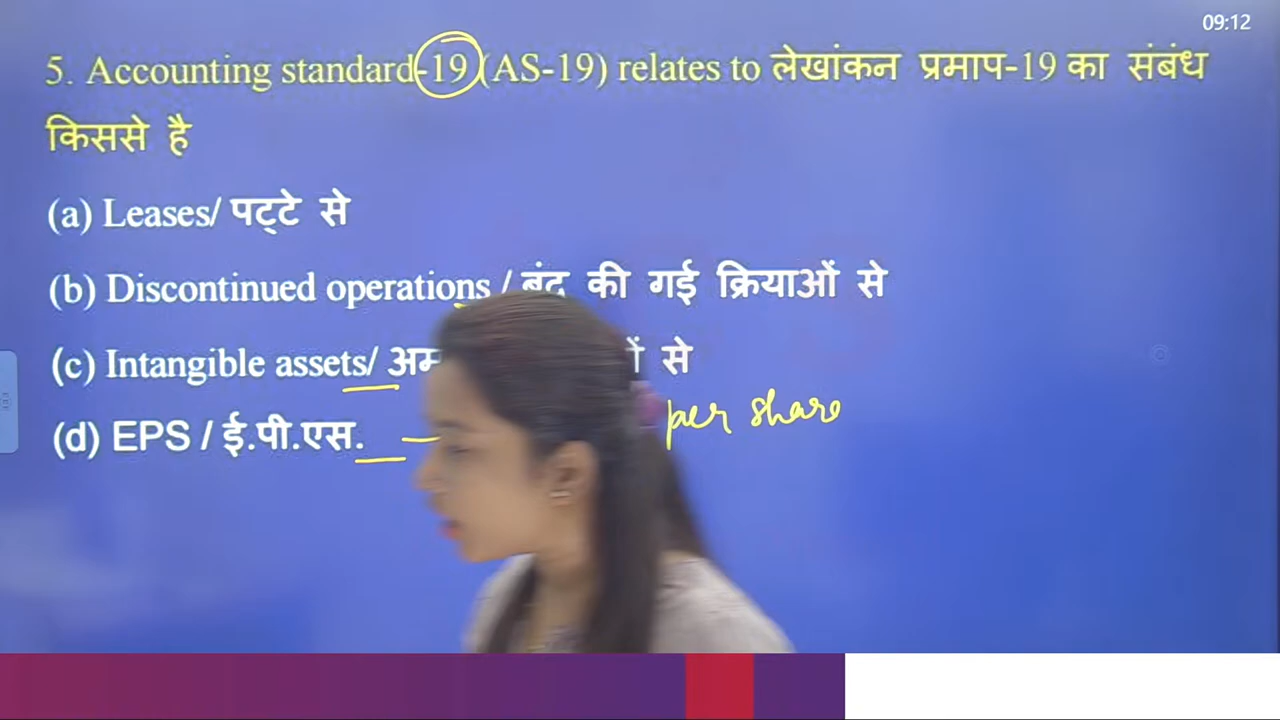 09:12
5. Accounting standard-19 (AS-19) relates to लेखांकन प्रमाप-19 का संबंध
किससे है
(a) Leases/ पट्टे से
(b) Discontinued operations / बंद की गई क्रियाओं से
(c) Intangible assets/ से
(d) EPS / ई.पी.एस. per share